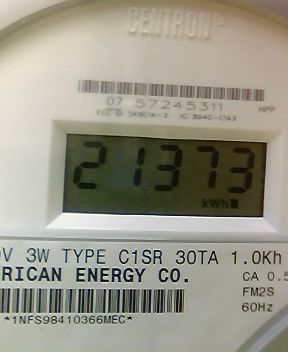 CENTRON
07 57245311
HPP
21373
kWh
V 3W TYPE C1SR 30TA 1.0Kh
RICAN ENERGY CO.
CA 0.5
FM2S
60Hz
*1NFS98410366MEC*